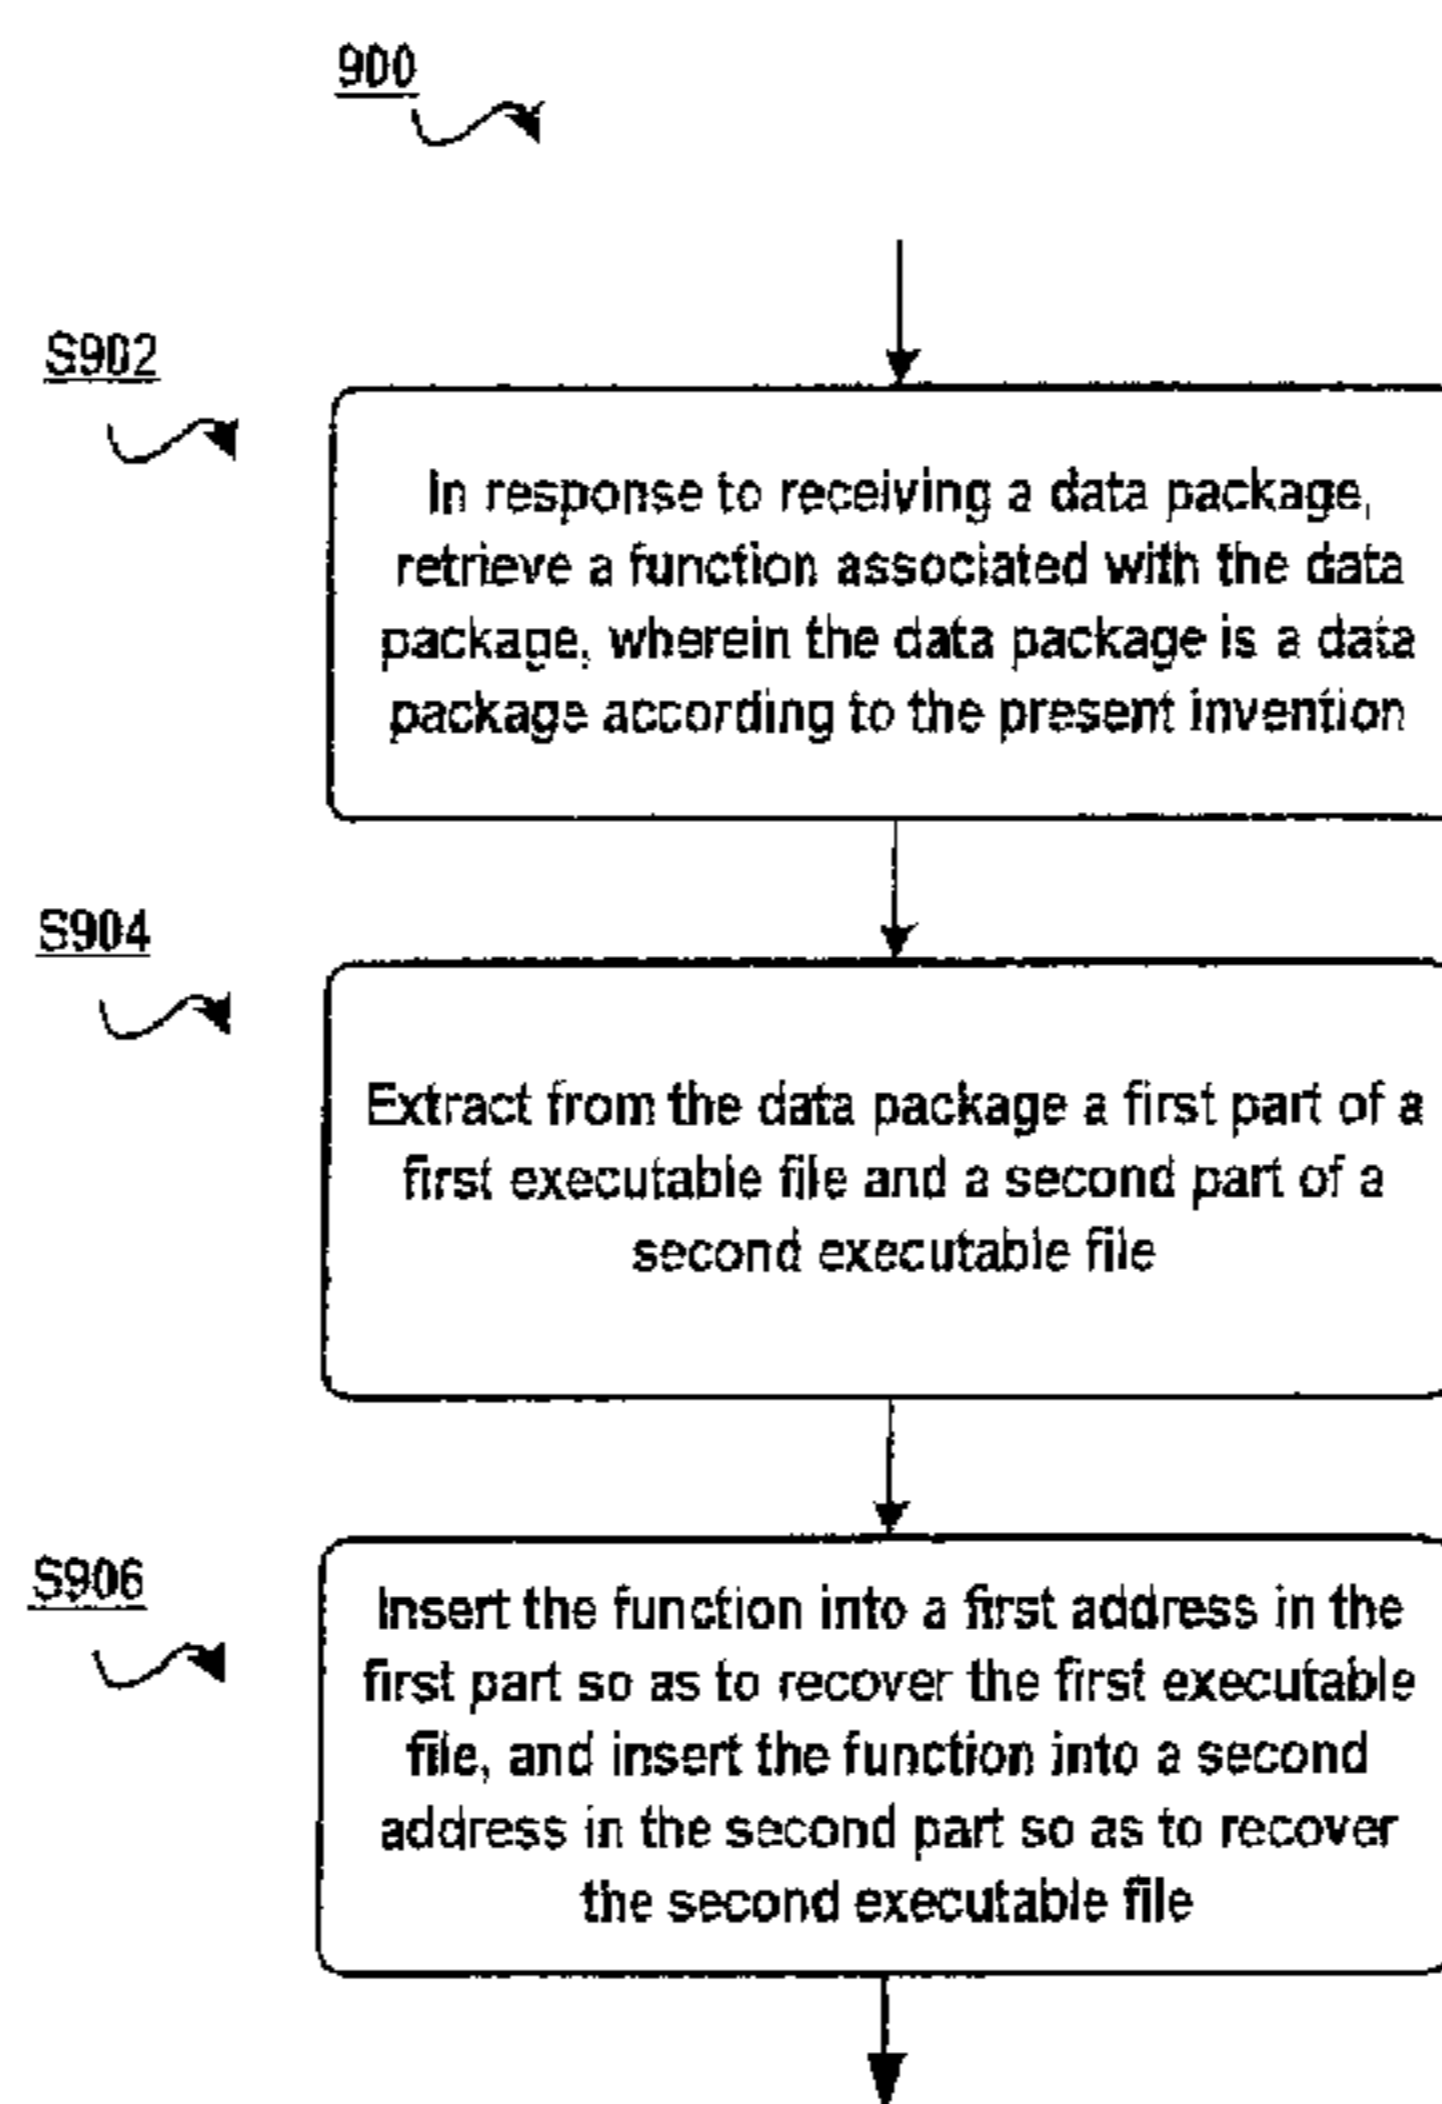 900
S902
In response to receiving a data package,
retrieve a function associated with the data
package, wherein the data package is a data
package according to the present invention
S904
Extract from the data package a first part of a
first executable file and a second part of a
second executable file
S906
Insert the function into a first address in the
first part so as to recover the first executable
file, and insert the function into a second
address in the second part so as to recover
the second executable file